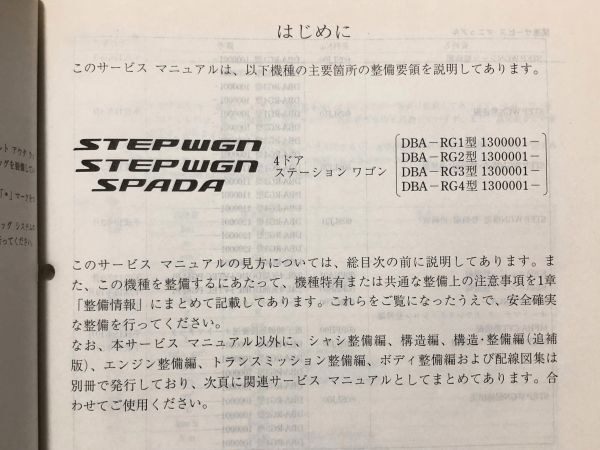 はじめに
このサービス マニュアルは、以下機種の主要箇所の整備要領を説明してあります。
STEPWGN
STEPWGN
SPADA
4ドア
ステーション ワゴン
DBA－RG1型 1300001－
DBA－RG2型 1300001－
DBA－RG3型 1300001－
DBA－RG4型 1300001－
このサービス マニュアルの見方については、総目次の前に説明してあります。ま
た、この機種を整備するにあたって、機種特有または共通な整備上の注意事項を1章
「整備情報」にまとめて記載してあります。これらをご覧になったうえで、安全確実
な整備を行ってください。
なお、本サービス マニュアル以外に、シャシ整備編、構造編、構造・整備編（追補
版）、エンジン整備編、トランスミッション整備編、ボディ整備編および配線図集は
別冊で発行しており、次頁に関連サービス マニュアルとしてまとめてあります。合
わせてご使用ください。